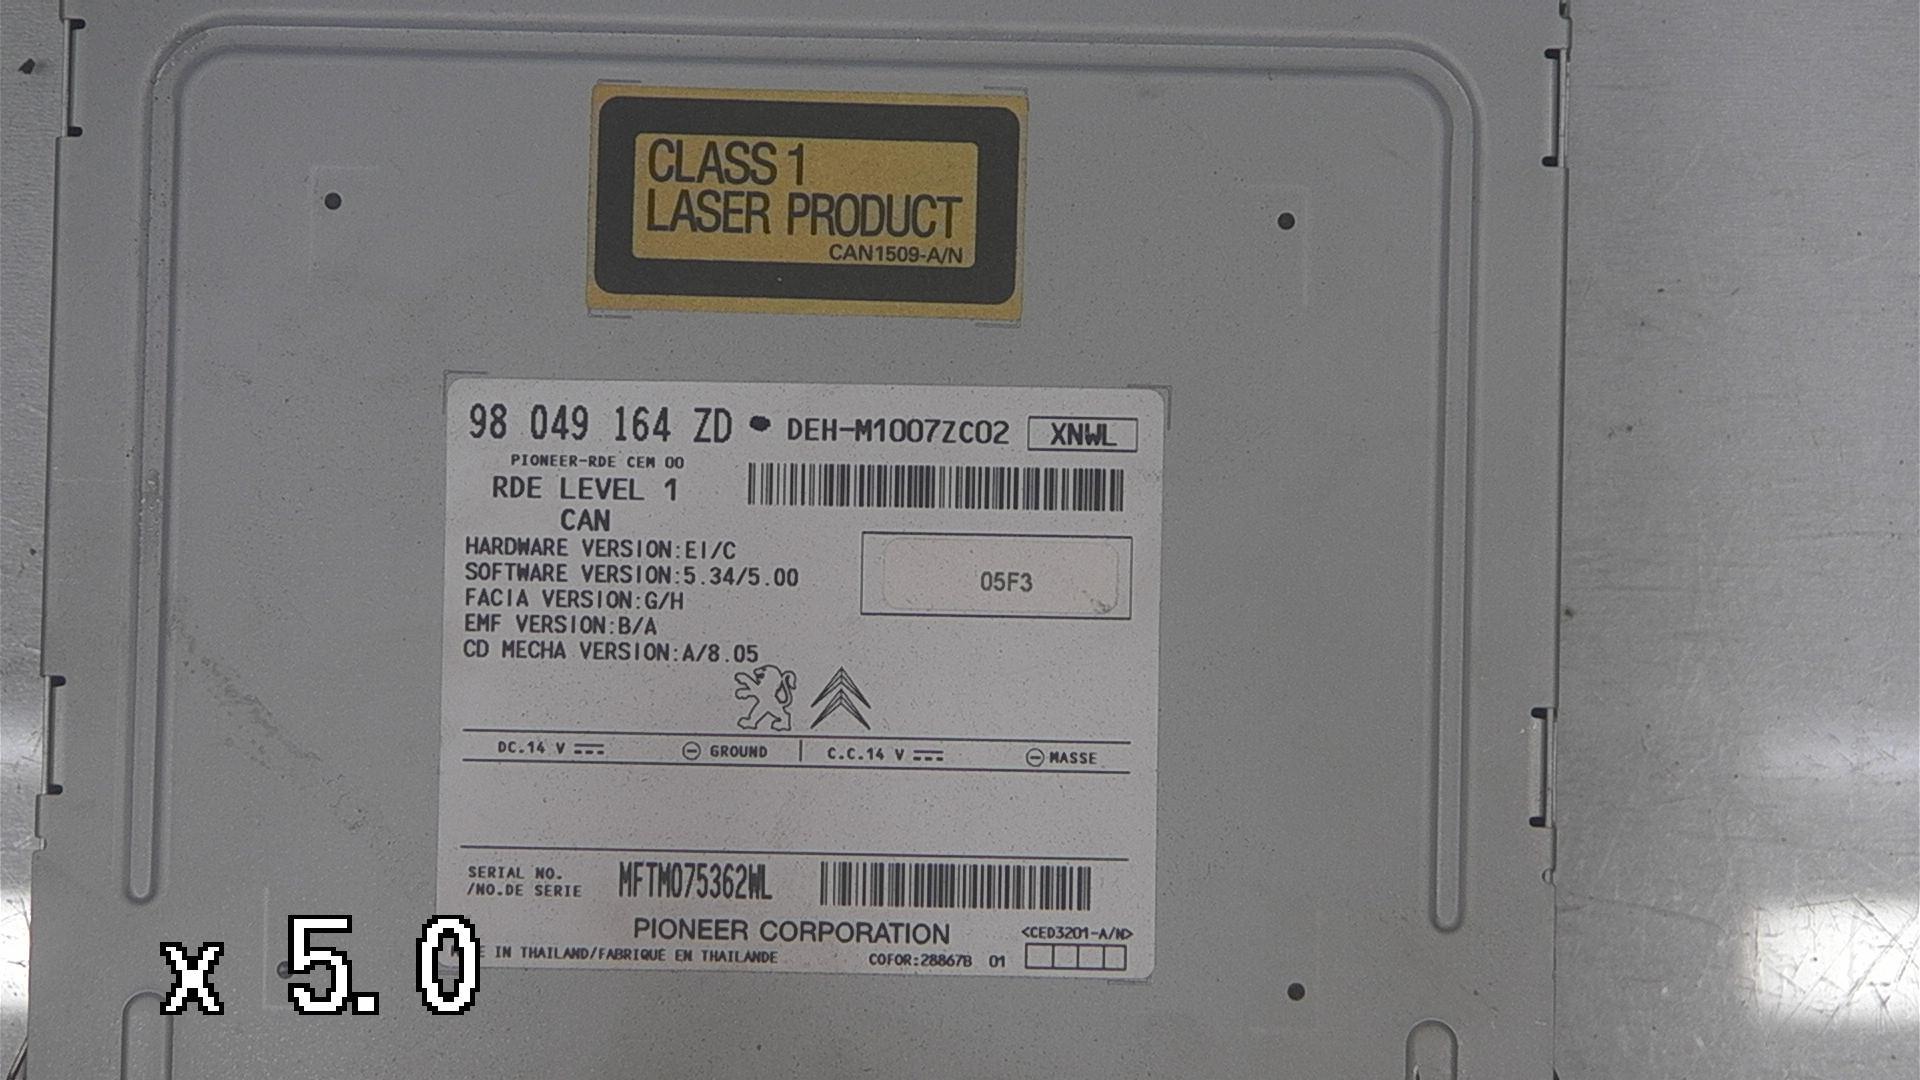 CLASS 1
LASER PRODUCT
CAN1509-A/N
98 049 164 ZD DEH-M1007ZC02 XNWL
PIONEER-RDE CEM 00
RDE LEVEL 1
CAN
HARDWARE VERSION:EI/C
SOFTWARE VERSION:5.34/5.00
05F3
FACIA VERSION:G/H
EMF VERSION:B/A
CD MECHA VERSION:A/8.05
DC.14 V GROUND | C.C.14 V MASSE
SERIAL NO.
/NO.DE SERIE
MFTM075362WL
PIONEER CORPORATION <CED3201-A/N>
IN THAILAND/FABRIQUE EN THAILANDE COFOR:28867B 01
x 5.0